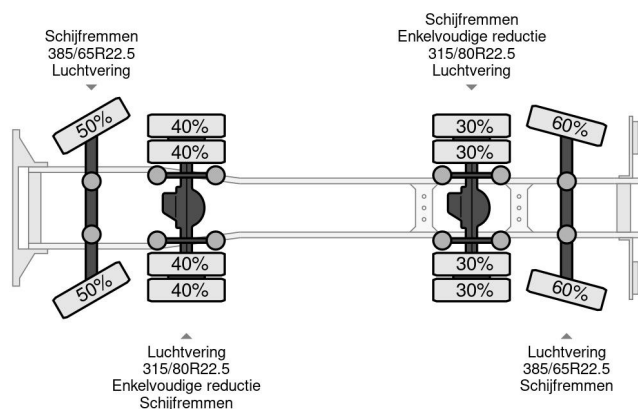 Schijfremmen
385/65R22.5
Luchtvering
Schijfremmen
Enkelvoudige reductie
315/80R22.5
Luchtvering
50%
40%
40%
30%
30%
60%
50%
40%
40%
30%
30%
60%
Luchtvering
315/80R22.5
Enkelvoudige reductie
Schijfremmen
Luchtvering
385/65R22.5
Schijfremmen